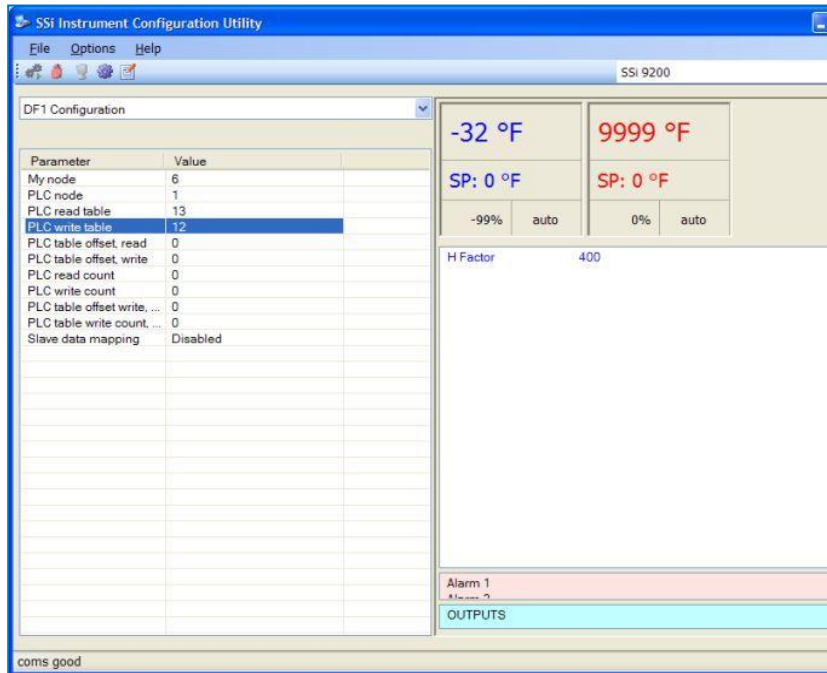 SSi Instrument Configuration Utility
File Options Help
SSi 9200
DF1 Configuration
Parameter Value
My node 6
PLC node 1
PLC read table 13
PLC write table 12
PLC table offset, read 0
PLC table offset, write 0
PLC read count 0
PLC write count 0
PLC table offset write, ... 0
PLC table write count, ... 0
Slave data mapping Disabled
-32 °F
SP: 0 °F
-99% auto
9999 °F
SP: 0 °F
0% auto
H Factor 400
Alarm 1
OUTPUTS
coms good